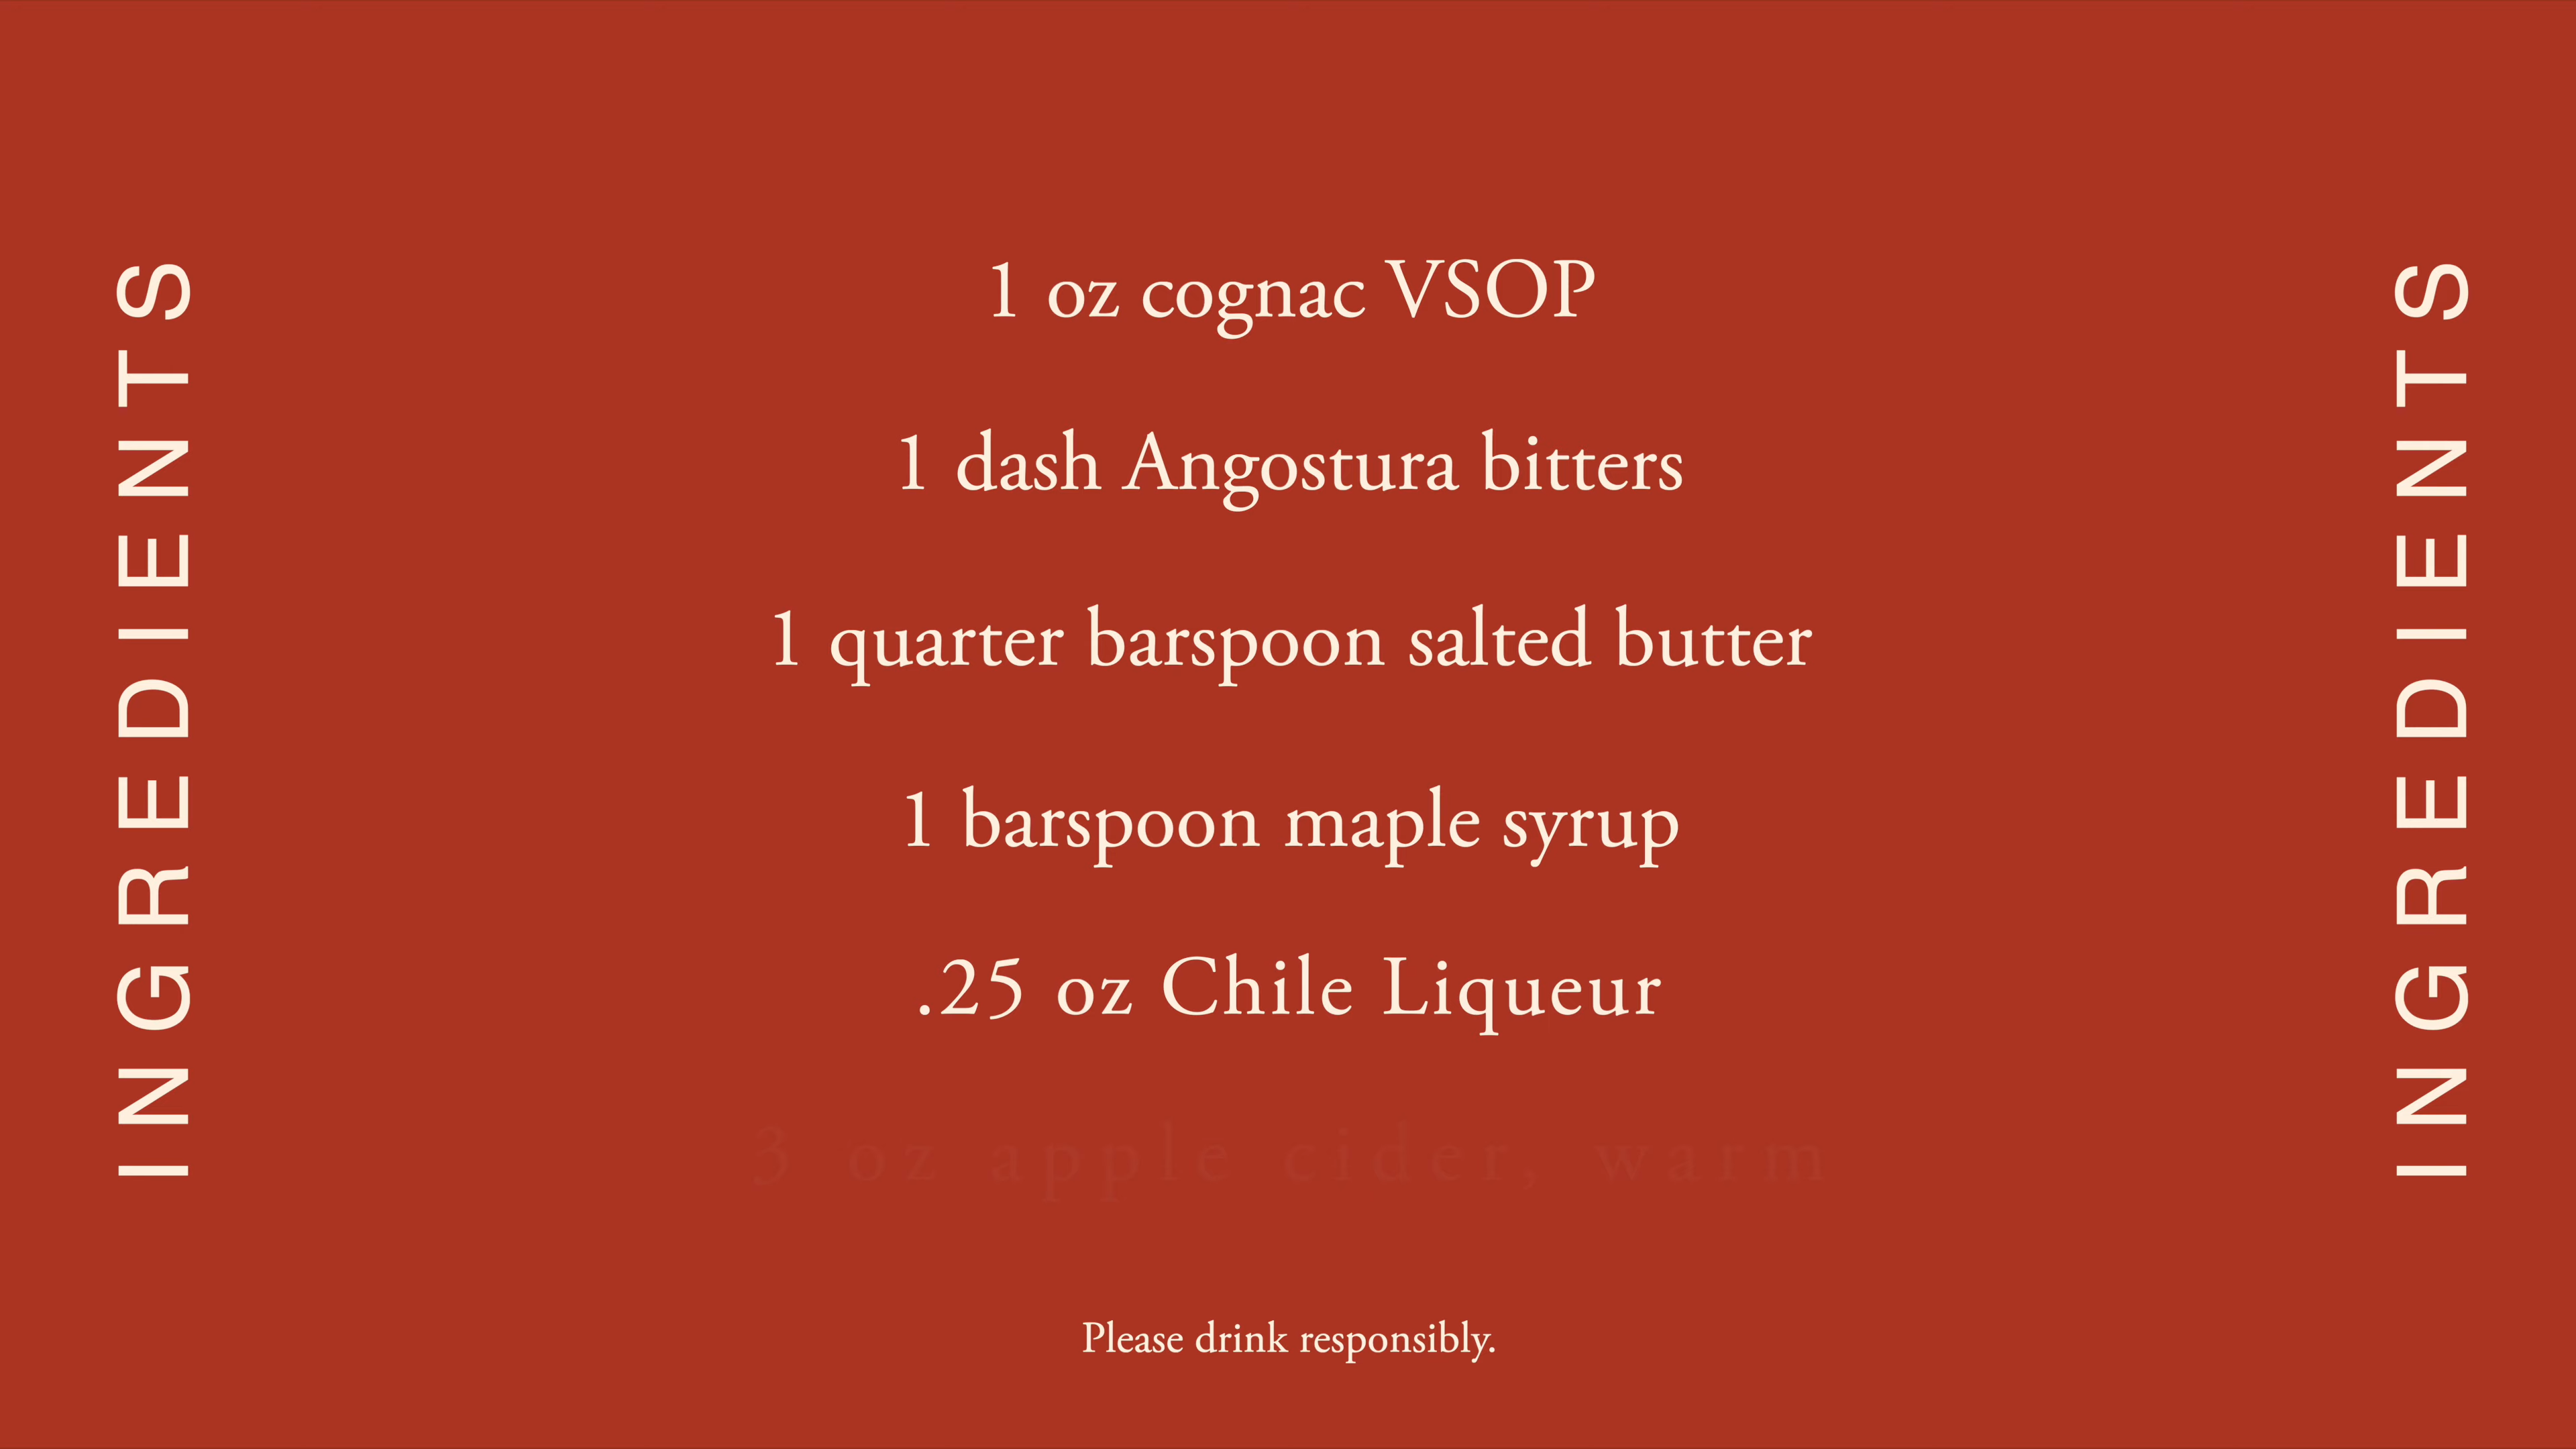 INGREDIENTS
1 oz cognac VSOP
1 dash Angostura bitters
1 quarter barspoon salted butter
1 barspoon maple syrup
.25 oz Chile Liqueur
3 oz apple cider, warm
Please drink responsibly.
INGREDIENTS